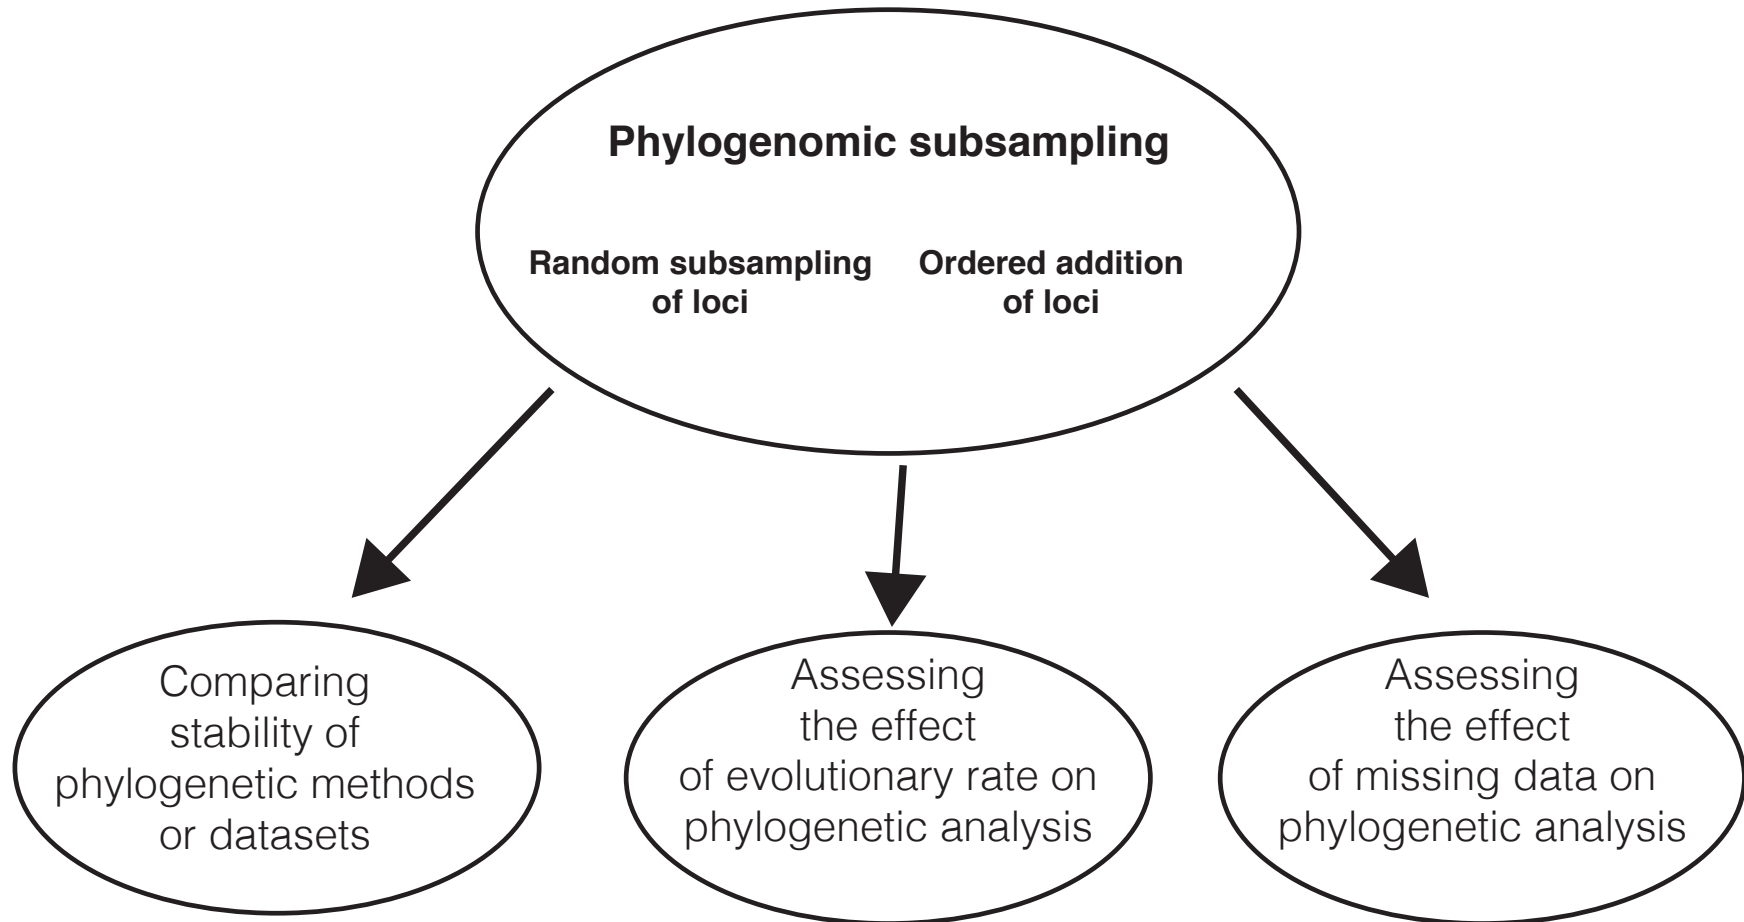 Phylogenomic subsampling
Random subsampling
of loci
Ordered addition
of loci
Comparing
stability of
phylogenetic methods
or datasets
Assessing
the effect
of evolutionary rate on
phylogenetic analysis
Assessing
the effect
of missing data on
phylogenetic analysis